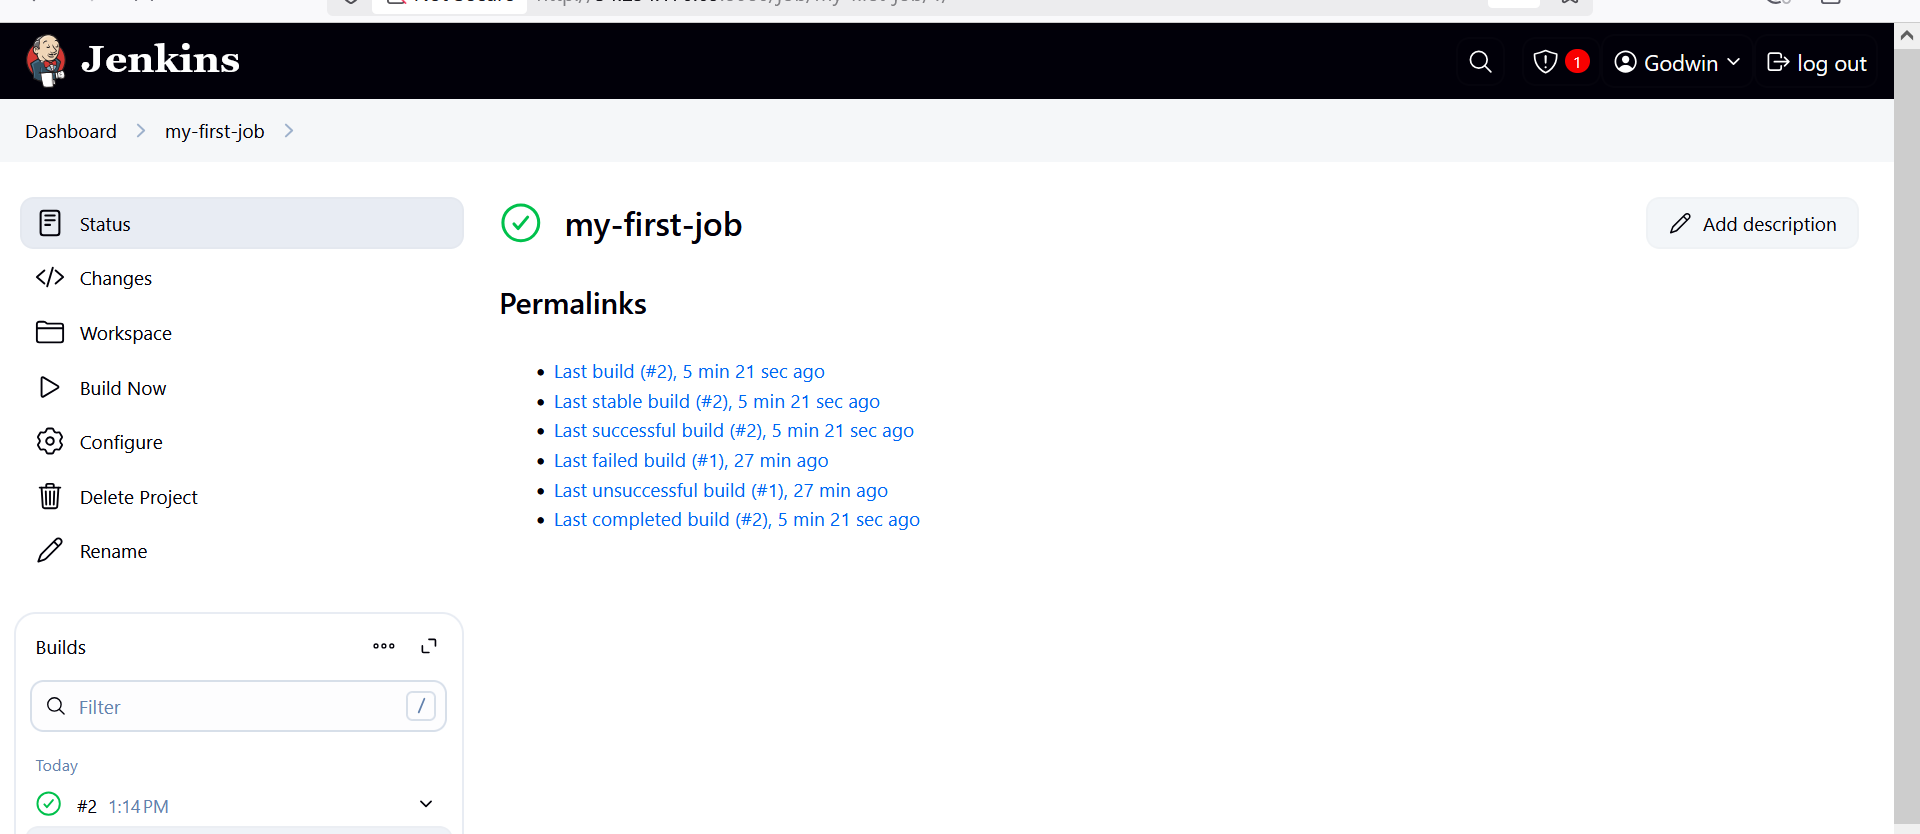 Jenkins
1
Godwin
log out
Dashboard
my-first-job
Status
Changes
Workspace
Build Now
Configure
Delete Project
Rename
Builds
Filter
/
Today
#2 1:14 PM
my-first-job
Add description
Permalinks
Last build (#2), 5 min 21 sec ago
Last stable build (#2), 5 min 21 sec ago
Last successful build (#2), 5 min 21 sec ago
Last failed build (#1), 27 min ago
Last unsuccessful build (#1), 27 min ago
Last completed build (#2), 5 min 21 sec ago